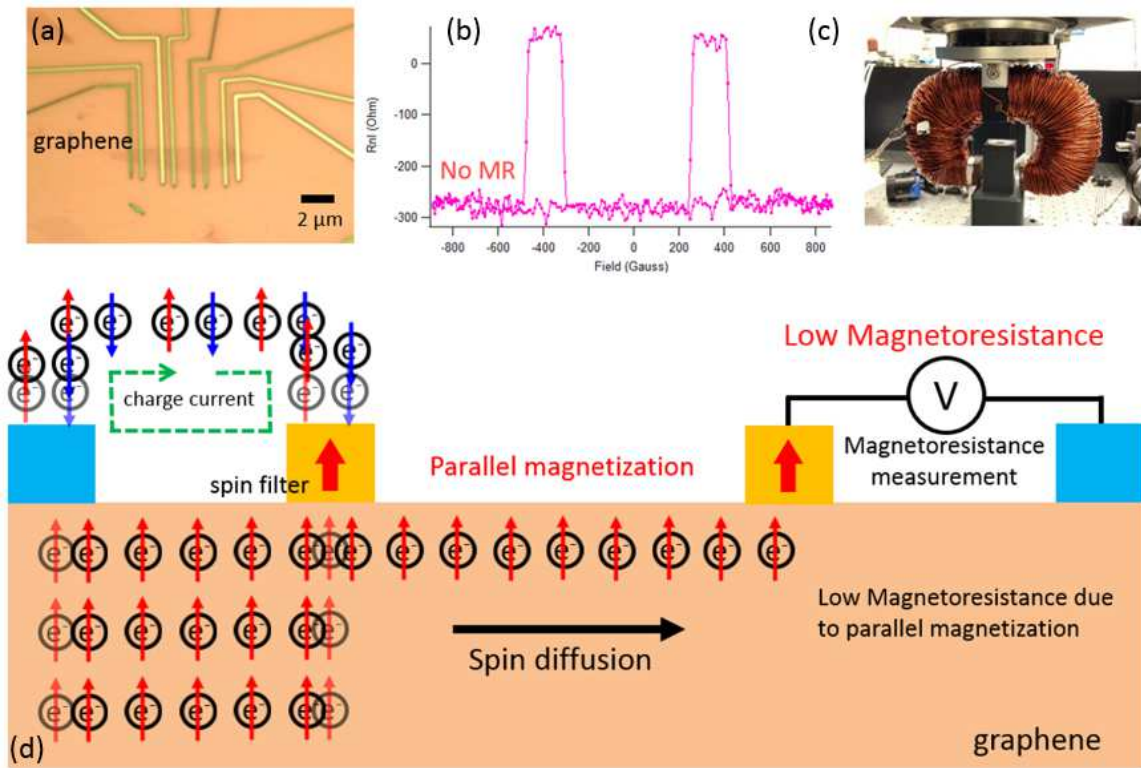 (a)
graphene
2 µm
(b)
0
-100
-200
-300
Rnl (Ohm)
No MR
-800
-600
-400
-200
0
200
400
600
800
Field (Gauss)
(c)
e⁻ e⁻ e⁻ e⁻ e⁻ e⁻
e⁻ e⁻ e⁻ e⁻
e⁻ e⁻ e⁻ e⁻
charge current
Low Magnetoresistance
V
Magnetoresistance
measurement
spin filter
Parallel magnetization
e⁻ e⁻ e⁻ e⁻ e⁻ e⁻ e⁻ e⁻ e⁻ e⁻ e⁻ e⁻ e⁻ e⁻ e⁻ e⁻
e⁻ e⁻ e⁻ e⁻ e⁻ e⁻ e⁻
Low Magnetoresistance due
to parallel magnetization
Spin diffusion
e⁻ e⁻ e⁻ e⁻ e⁻ e⁻ e⁻
(d)
graphene